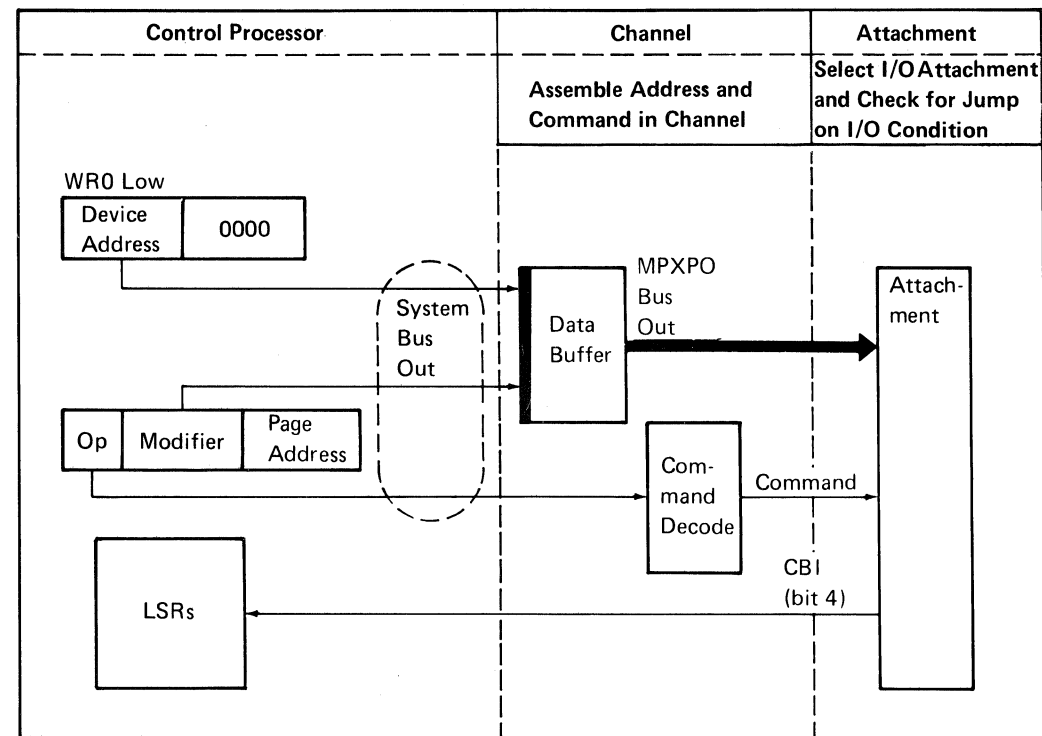 Control Processor
Channel
Attachment
Assemble Address and
Command in Channel
Select I/O Attachment
and Check for Jump
on I/O Condition
WR0 Low
Device
Address
0000
System
Bus
Out
Data
Buffer
MPXPO
Bus
Out
Attach-
ment
Op
Modifier
Page
Address
Com-
mand
Decode
Command
LSRs
CBI
(bit 4)